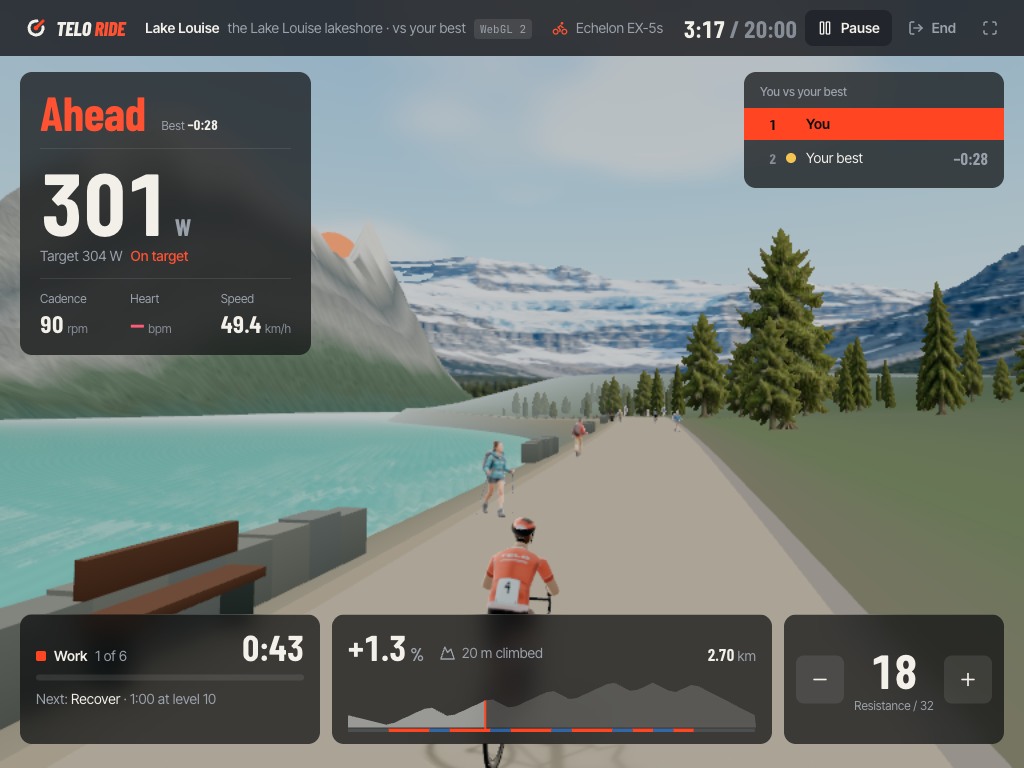 TELO RIDE
Lake Louise the Lake Louise lakeshore · vs your best WebGL 2
Echelon EX-5s
3:17 / 20:00
Pause
End
Ahead Best −0:28
301 W
Target 304 W On target
Cadence Heart Speed
90 rpm — bpm 49.4 km/h
You vs your best
1 You
2 Your best −0:28
TELO
4
Work 1 of 6 0:43
Next: Recover · 1:00 at level 10
+1.3 % 20 m climbed 2.70 km
− 18 +
Resistance / 32